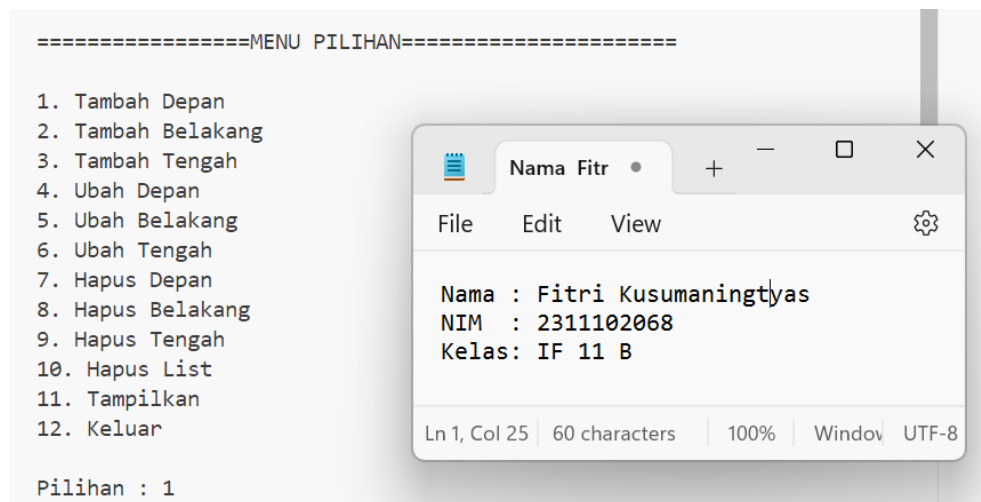 =================MENU PILIHAN======================
1. Tambah Depan
2. Tambah Belakang
3. Tambah Tengah
4. Ubah Depan
5. Ubah Belakang
6. Ubah Tengah
7. Hapus Depan
8. Hapus Belakang
9. Hapus Tengah
10. Hapus List
11. Tampilkan
12. Keluar
Pilihan : 1
Nama Fitr
File Edit View
Nama : Fitri Kusumaningtyas
NIM : 2311102068
Kelas: IF 11 B
Ln 1, Col 25 60 characters 100% Window UTF-8